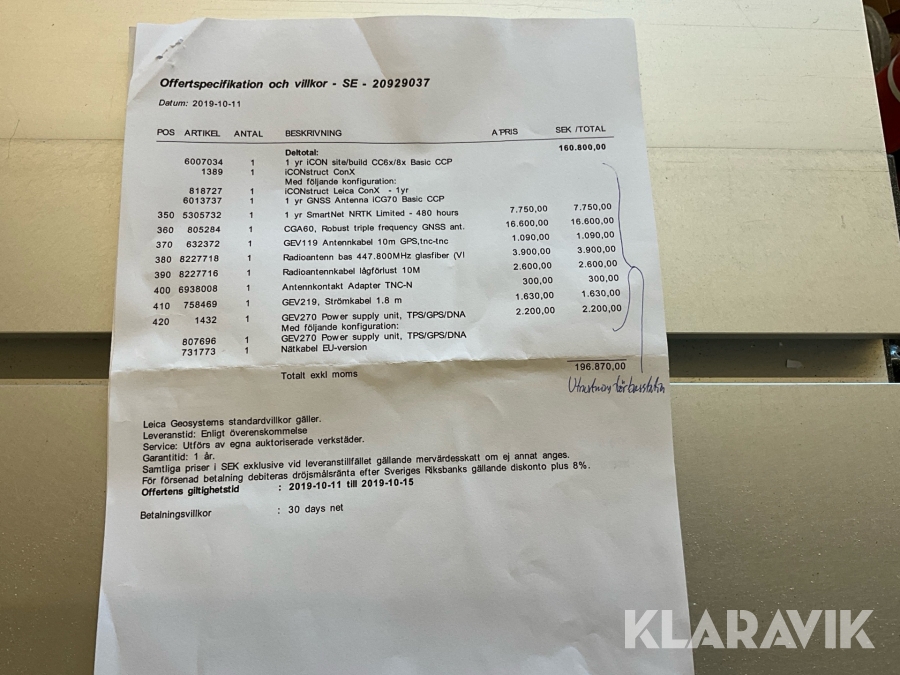 Offertspecifikation och villkor - SE - 20929037
Datum: 2019-10-11
POS ARTIKEL ANTAL BESKRIVNING A'PRIS SEK /TOTAL
Deltotal: 160.800,00
6007034 1 1 yr iCON site/build CC6x/8x Basic CCP
1389 1 iCONstruct ConX
Med följande konfiguration:
818727 1 iCONstruct Leica ConX - 1yr
6013737 1 1 yr GNSS Antenna iCG70 Basic CCP
350 5305732 1 1 yr SmartNet NRTK Limited - 480 hours 7.750,00 7.750,00
360 805284 1 CGA60, Robust triple frequency GNSS ant. 16.600,00 16.600,00
370 632372 1 GEV119 Antennkabel 10m GPS,tnc-tnc 1.090,00 1.090,00
380 8227718 1 Radioantenn bas 447.800MHz glasfiber (VI 3.900,00 3.900,00
390 8227716 1 Radioantennkabel lågförlust 10M 2.600,00 2.600,00
400 6938008 1 Antennkontakt Adapter TNC-N 300,00 300,00
410 758469 1 GEV219, Strömkabel 1.8 m 1.630,00 1.630,00
420 1432 1 GEV270 Power supply unit, TPS/GPS/DNA 2.200,00 2.200,00
Med följande konfiguration:
807696 1 GEV270 Power supply unit, TPS/GPS/DNA
731773 1 Nätkabel EU-version
Totalt exkl moms 196.870,00
Leica Geosystems standardvillkor gäller.
Leveranstid: Enligt överenskommelse
Service: Utförs av egna auktoriserade verkstäder.
Garantitid: 1 år.
Samtliga priser i SEK exklusive vid leveranstillfället gällande mervärdesskatt om ej annat anges.
För försenad betalning debiteras dröjsmålsränta efter Sveriges Riksbanks gällande diskonto plus 8%.
Offertens giltighetstid : 2019-10-11 till 2019-10-15
Betalningsvillkor : 30 days net
KLARAVIK